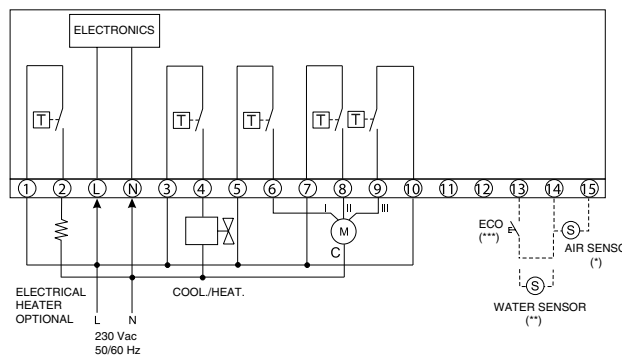 ELECTRONICS
T T T T T
1 2 L N 3 4 5 6 7 8 9 10 11 12 13 14 15
I II III
M
C
ECO
(***)
S
AIR SENSO
(*)
S
WATER SENSOR
(**)
ELECTRICAL
HEATER
OPTIONAL
COOL./HEAT.
L N
230 Vac
50/60 Hz